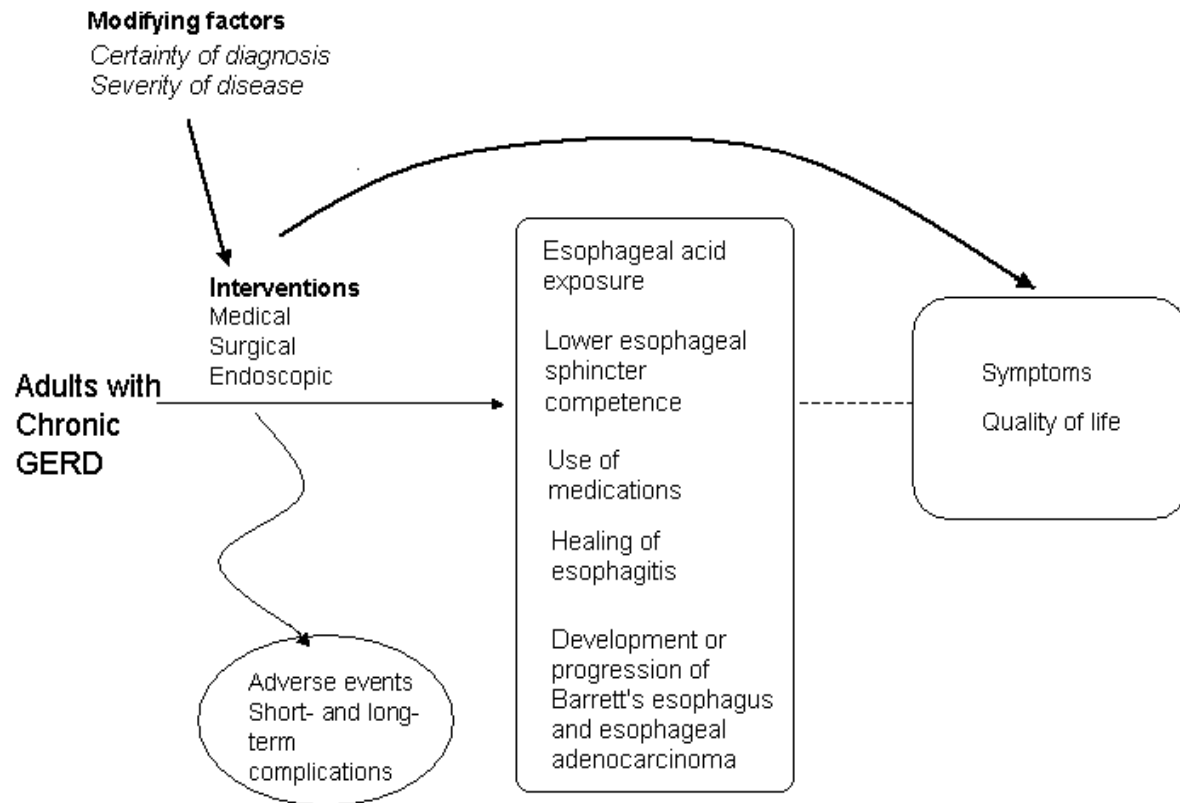 Modifying factors
Certainty of diagnosis
Severity of disease
Interventions
Medical
Surgical
Endoscopic
Adults with
Chronic
GERD
Esophageal acid
exposure
Lower esophageal
sphincter
competence
Use of
medications
Healing of
esophagitis
Development or
progression of
Barrett's esophagus
and esophageal
adenocarcinoma
Symptoms
Quality of life
Adverse events
Short- and long-
term
complications